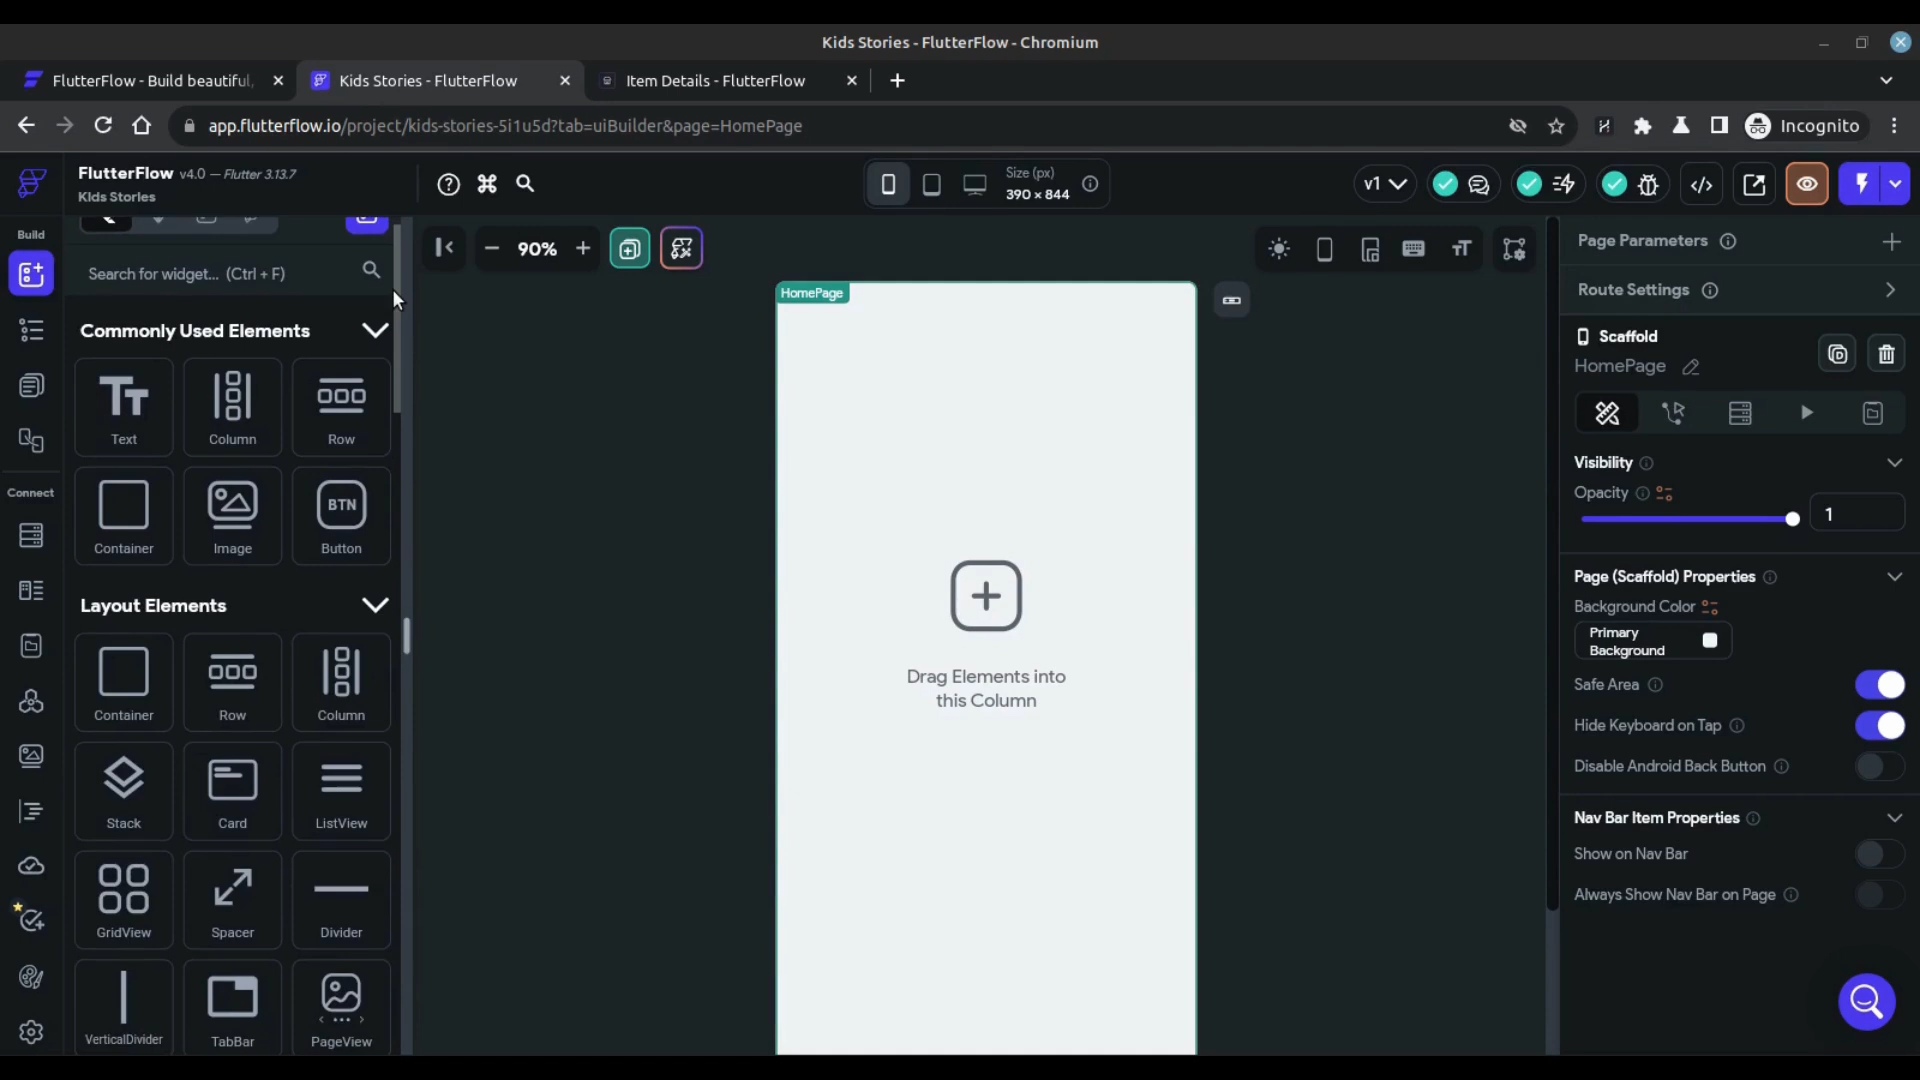 Kids Stories - FlutterFlow - Chromium
FlutterFlow - Build beautiful,
Kids Stories - FlutterFlow
Item Details - FlutterFlow
app.flutterflow.io/project/kids-stories-5i1u5d?tab=uiBuilder&page=HomePage
Incognito
FlutterFlow v4.0 — Flutter 3.13.7
Kids Stories
Size (px)
390 × 844
v1
Build
Search for widget... (Ctrl + F)
90%
Page Parameters
HomePage
Route Settings
Commonly Used Elements
Scaffold
HomePage
Text
Column
Row
Visibility
Connect
Opacity
1
BTN
Container
Image
Button
Page (Scaffold) Properties
Layout Elements
Background Color
Primary
Background
Drag Elements into
this Column
Safe Area
Container
Row
Column
Hide Keyboard on Tap
Disable Android Back Button
Stack
Card
ListView
Nav Bar Item Properties
Show on Nav Bar
Always Show Nav Bar on Page
GridView
Spacer
Divider
VerticalDivider
TabBar
PageView